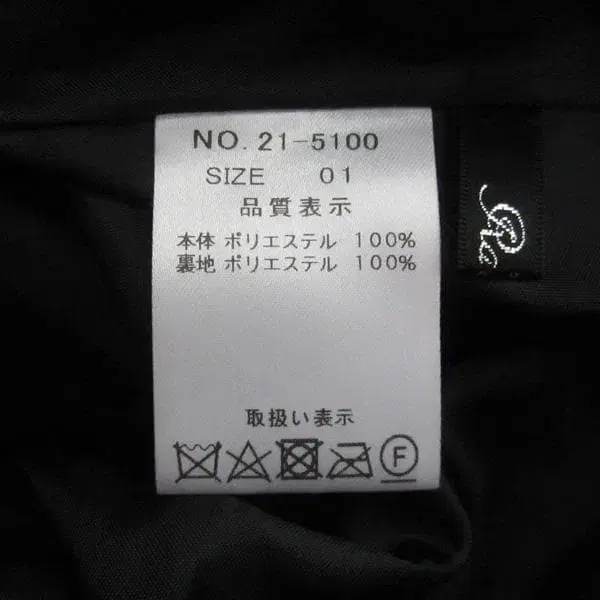 NO. 21-5100
SIZE 01
品質表示
本体 ポリエステル 100%
裏地 ポリエステル 100%
取扱い表示
F